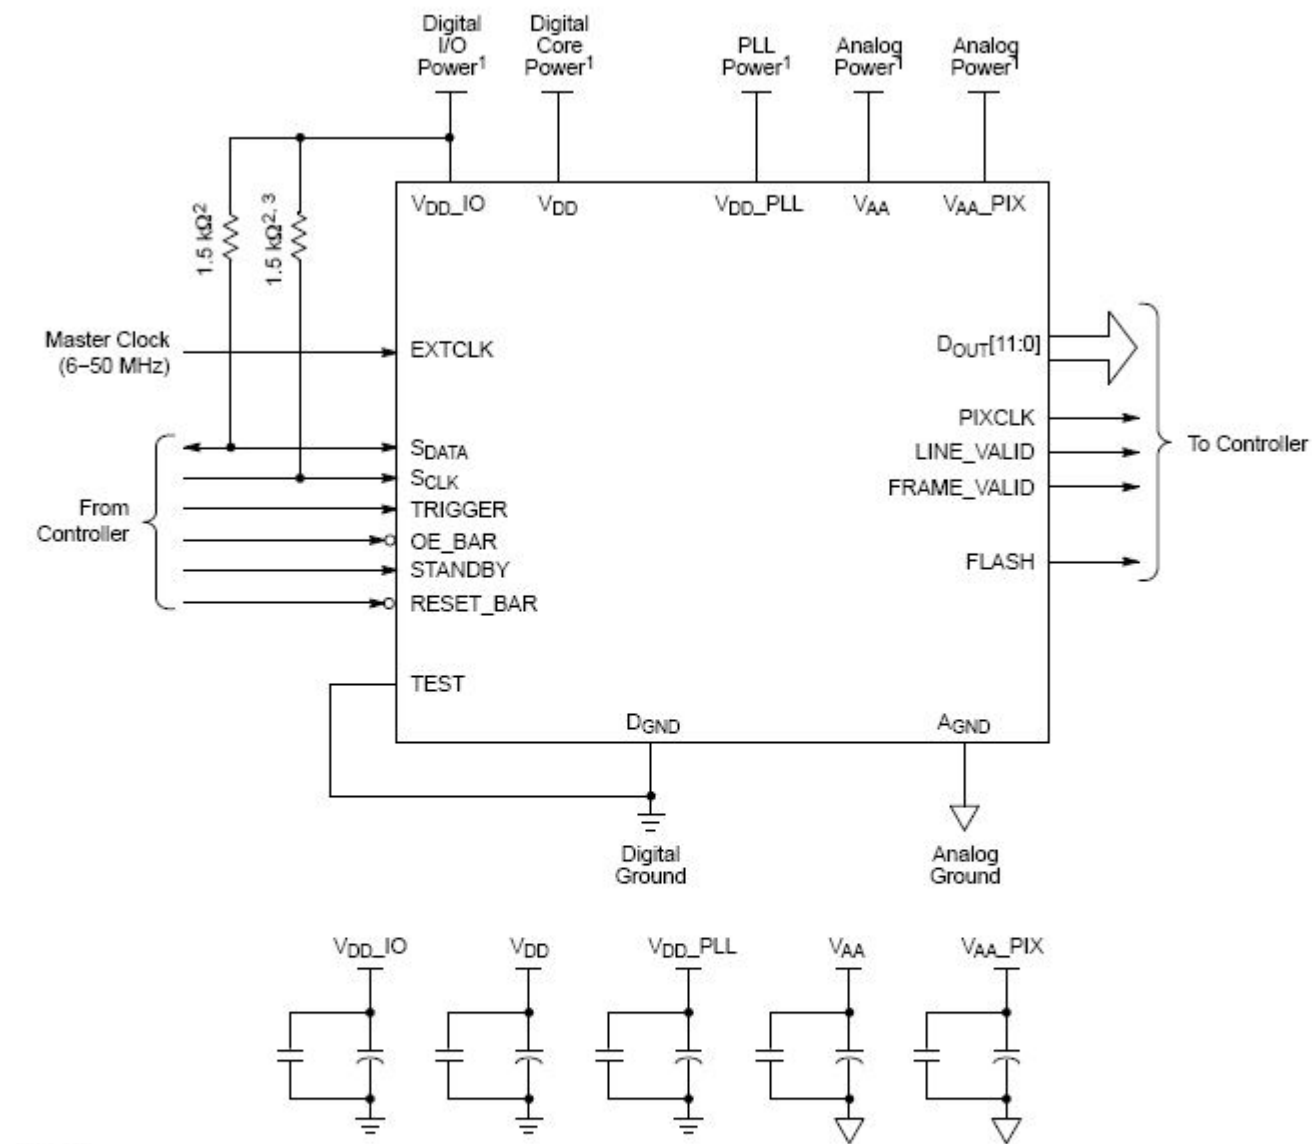 Digital
I/O
Power1
Digital
Core
Power1
PLL
Power1
Analog
Power1
Analog
Power1
1.5 kΩ2
1.5 kΩ2, 3
VDD_IO
VDD
VDD_PLL
VAA
VAA_PIX
Master Clock
(6–50 MHz)
EXTCLK
DOUT[11:0]
PIXCLK
LINE_VALID
FRAME_VALID
FLASH
To Controller
From
Controller
SDATA
SCLK
TRIGGER
OE_BAR
STANDBY
RESET_BAR
TEST
DGND
AGND
Digital
Ground
Analog
Ground
VDD_IO
VDD
VDD_PLL
VAA
VAA_PIX